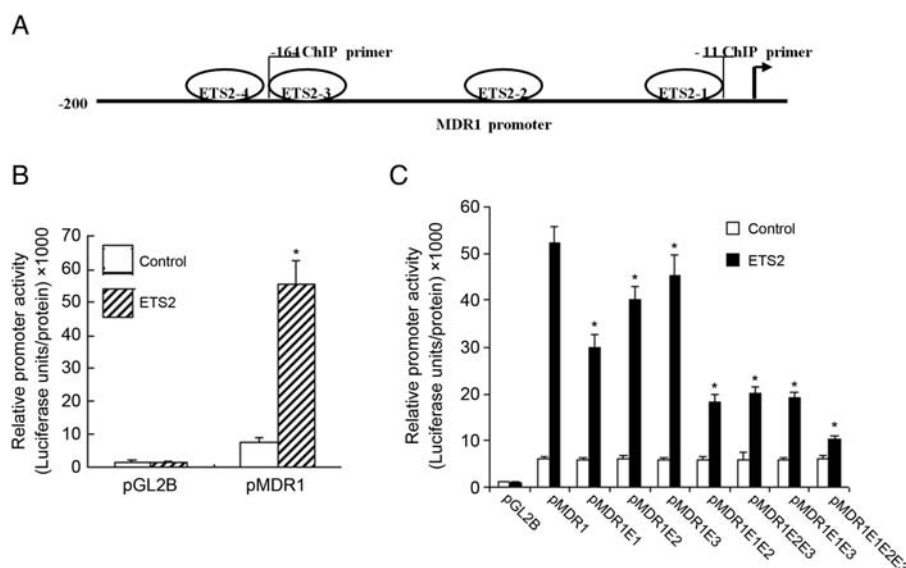 A
-164 ChIP primer
- 11 ChIP primer
ETS2-4
ETS2-3
ETS2-2
ETS2-1
-200
MDR1 promoter
B
Relative promoter activity
(Luciferase units/protein) ×1000
70
60
50
40
30
20
10
0
Control
ETS2
*
pGL2B
pMDR1
C
Relative promoter activity
(Luciferase units/protein) ×1000
60
50
40
30
20
10
0
Control
ETS2
*
*
*
*
*
*
*
pGL2B
pMDR1
pMDR1E1
pMDR1E2
pMDR1E3
pMDR1E1E2
pMDR1E2E3
pMDR1E1E3
pMDR1E1E2E3